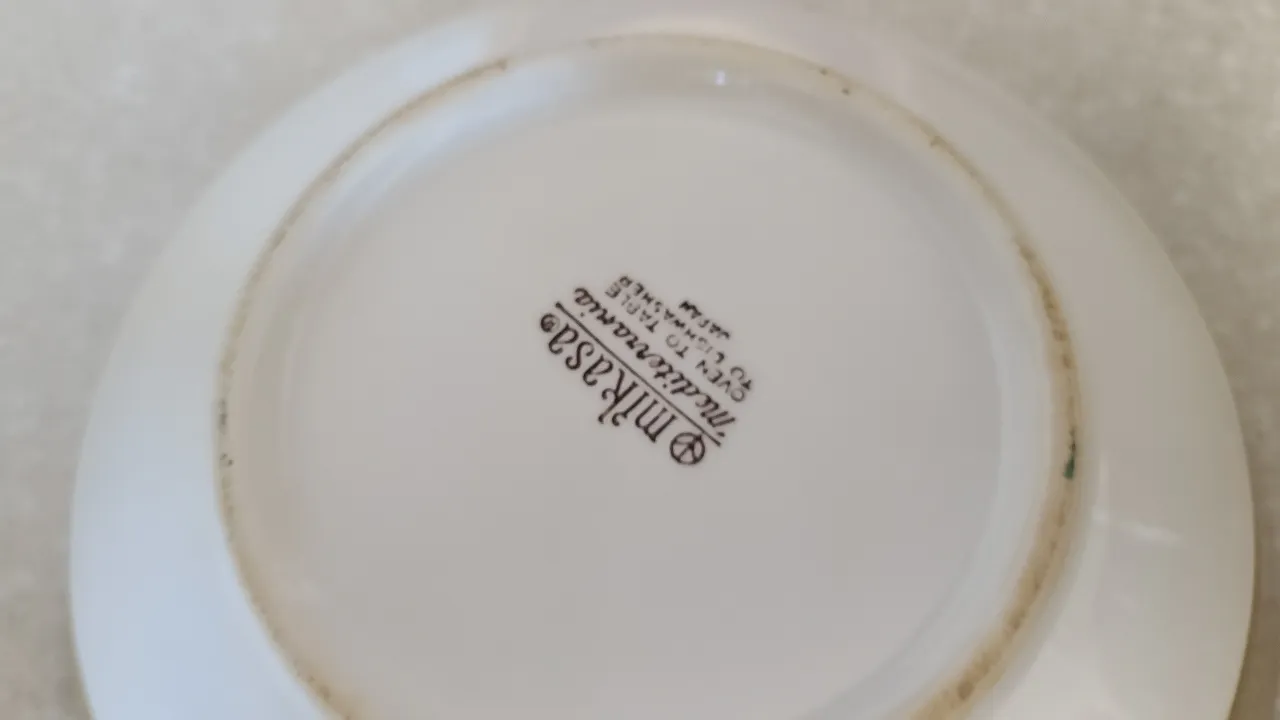 mikasa®
Mediterrania
OVEN TO TABLE
TO DISHWASHER
JAPAN